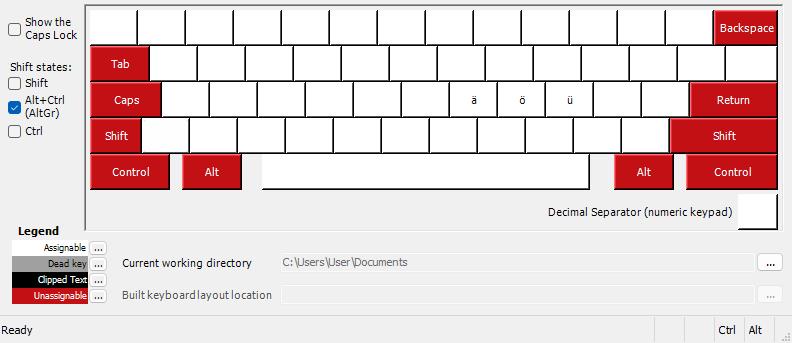 Show the
Caps Lock
Backspace
Tab
Shift states:
Shift
Alt+Ctrl
(AltGr)
Ctrl
Caps
ä
ö
ü
Return
Shift
Shift
Control
Alt
Alt
Control
Decimal Separator (numeric keypad)
Legend
Assignable
...
Dead key
...
Clipped Text
...
Unassignable
...
Current working directory
C:\Users\User\Documents
...
Built keyboard layout location
...
Ready
Ctrl
Alt